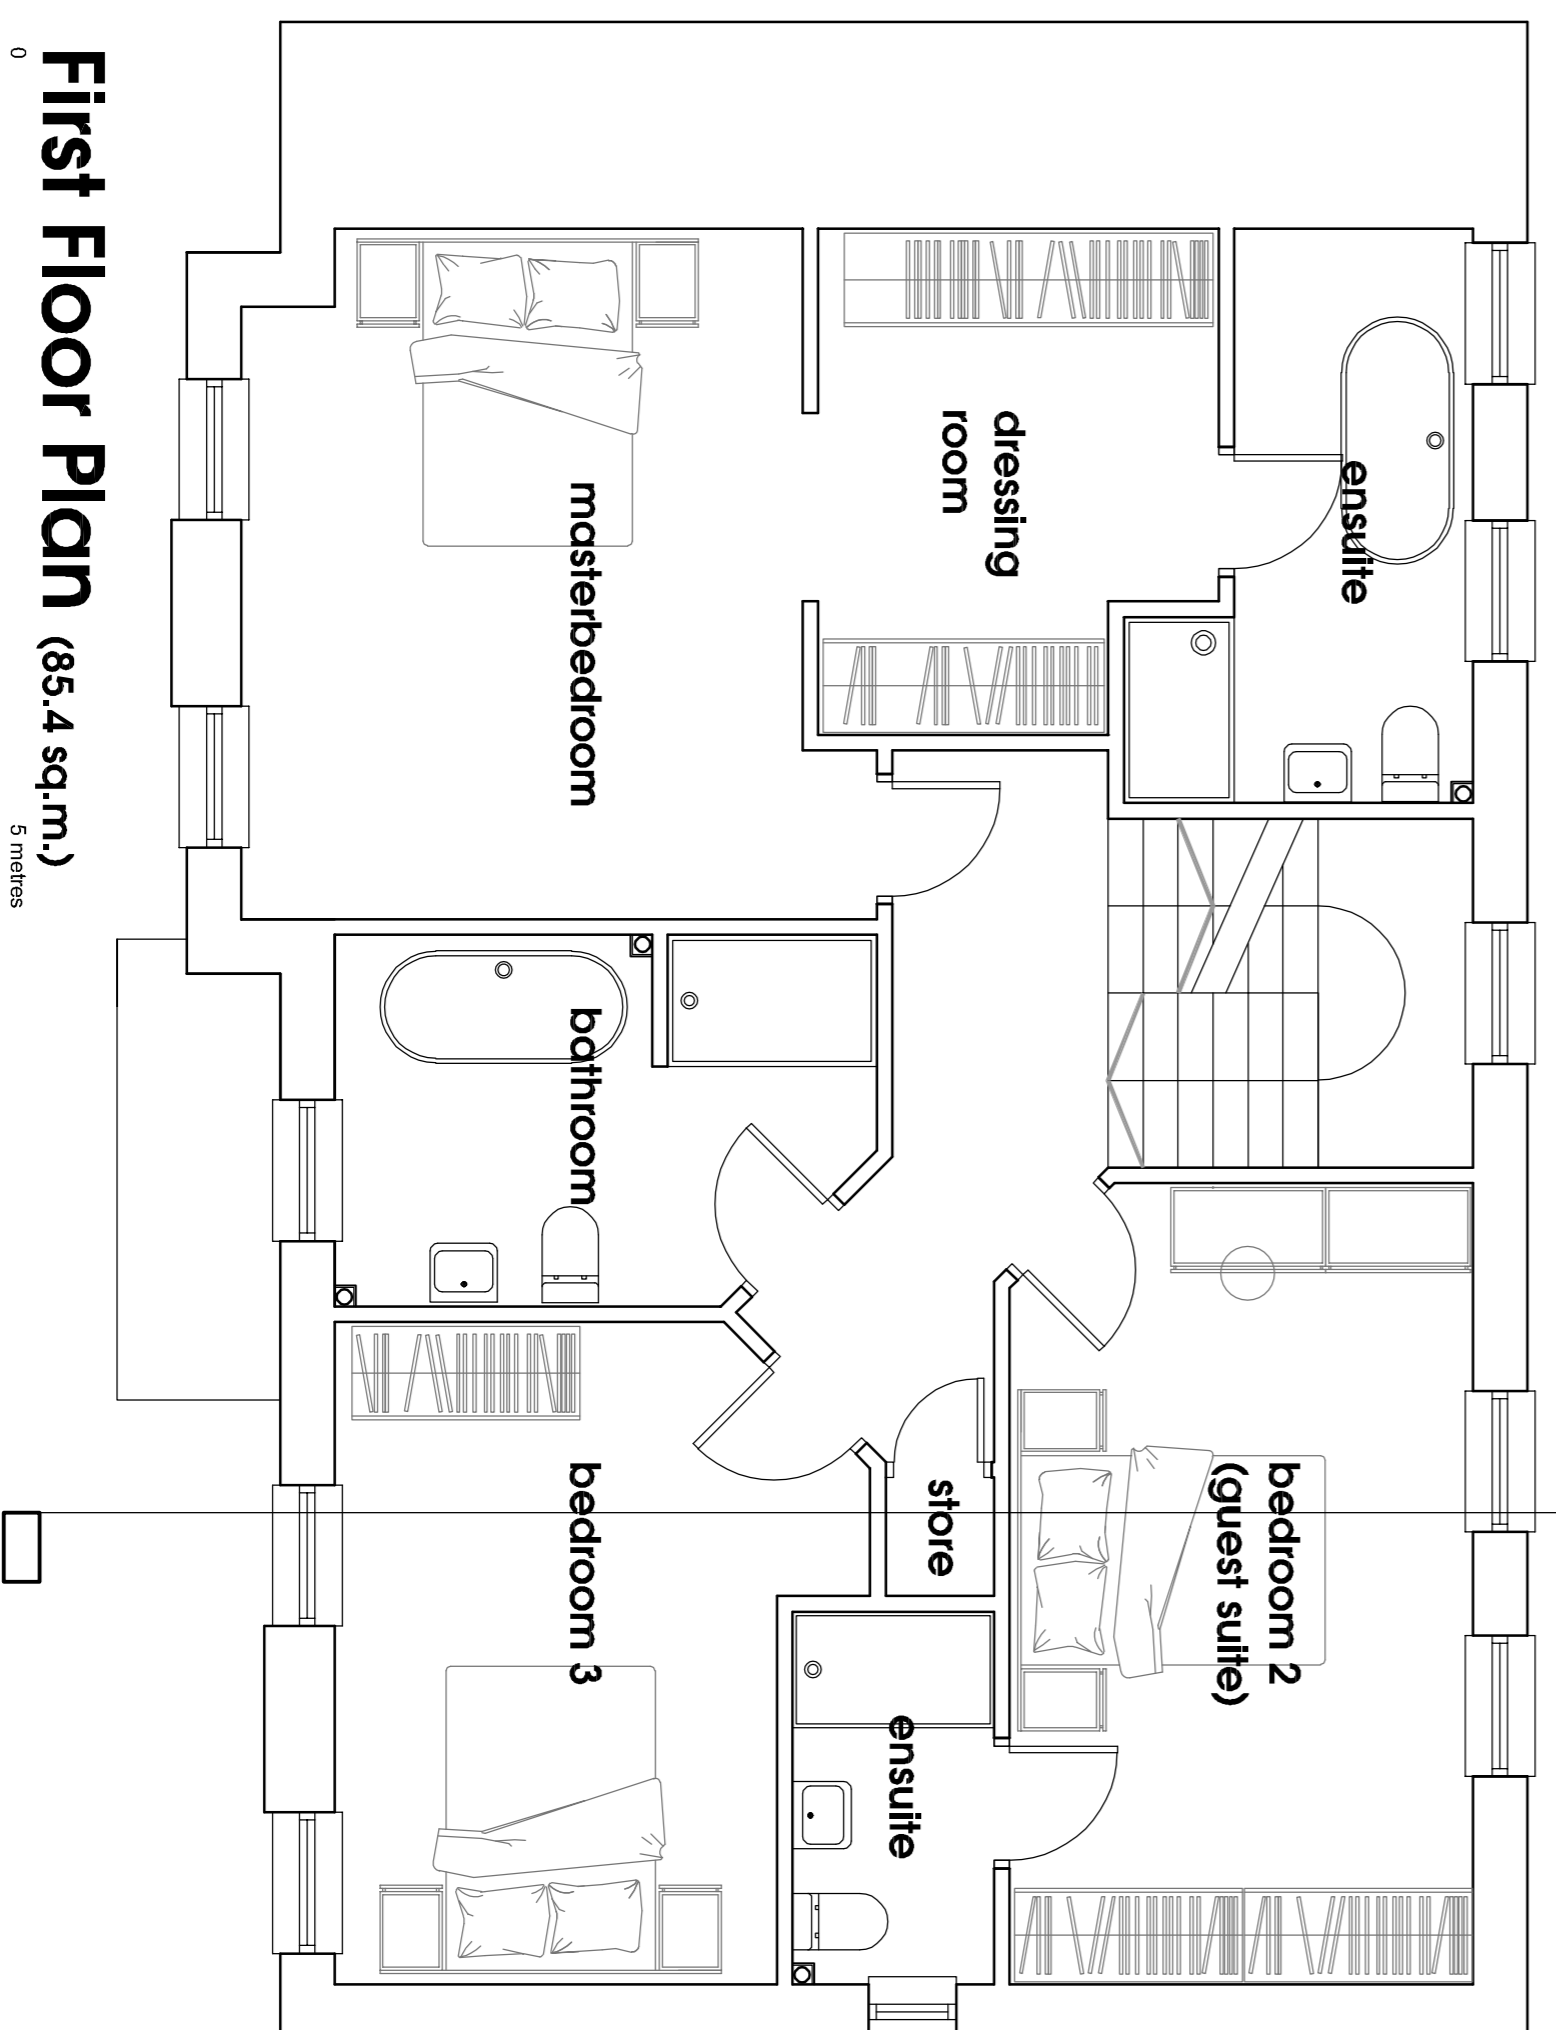 ensuite
dressing
room
masterbedroom
bathroom
bedroom 2
(guest suite)
store
ensuite
bedroom 3
First Floor Plan (85.4 sq.m.)
0
5 metres